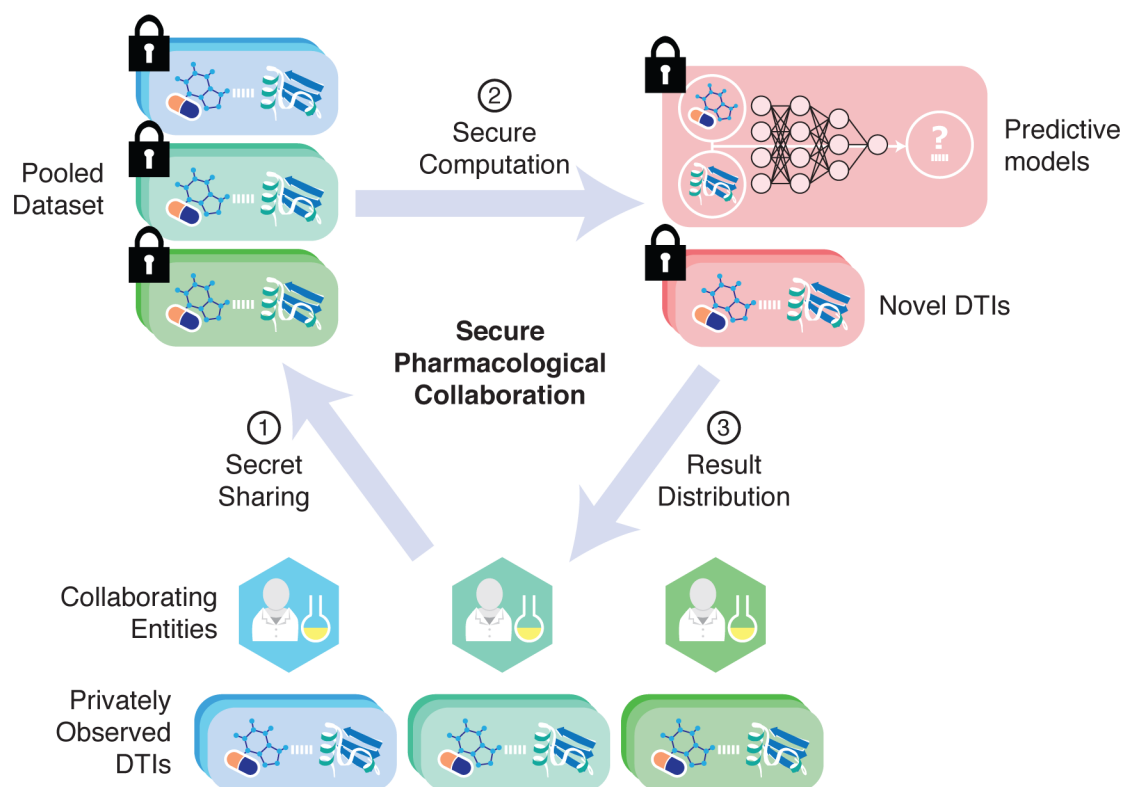 Pooled
Dataset
②
Secure
Computation
?
Predictive
models
Novel DTIs
Secure
Pharmacological
Collaboration
①
Secret
Sharing
③
Result
Distribution
Collaborating
Entities
Privately
Observed
DTIs